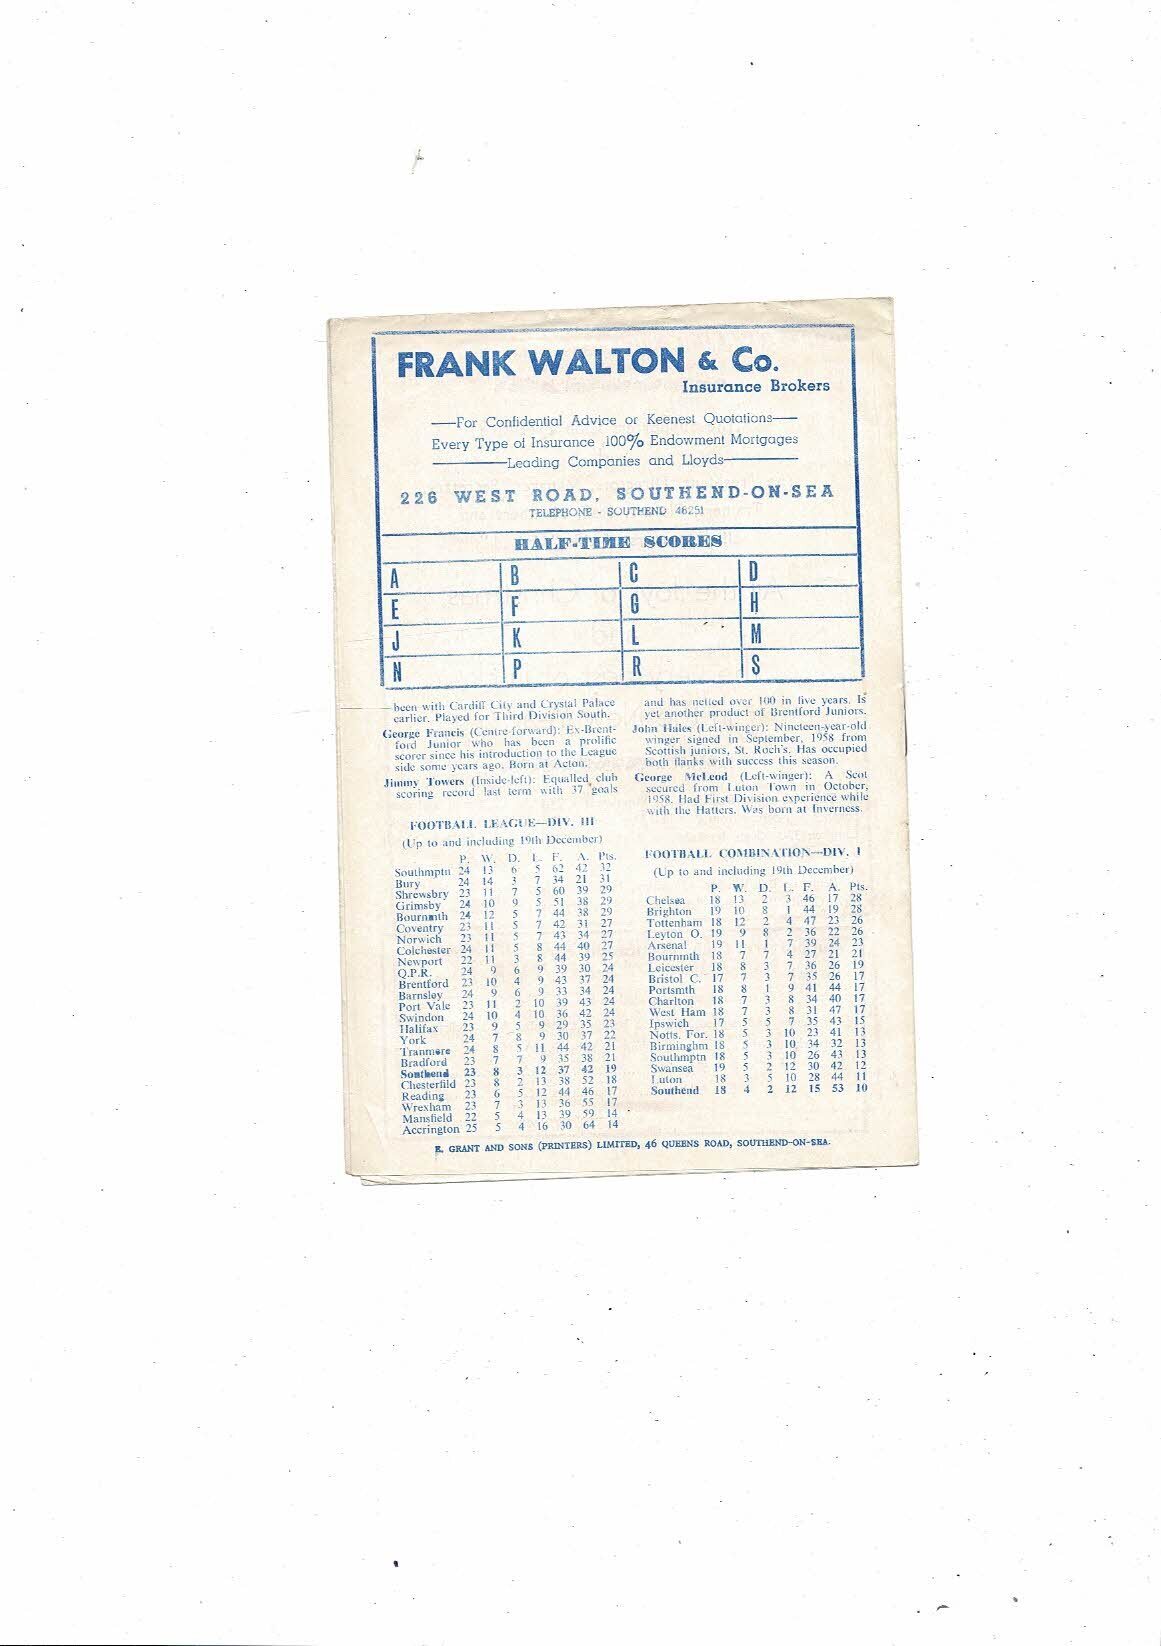 FRANK WALTON & Co.
Insurance Brokers
For Confidential Advice or Keenest Quotations
Every Type of Insurance 100% Endowment Mortgages
Leading Companies and Lloyds
226 WEST ROAD, SOUTHEND-ON-SEA
TELEPHONE - SOUTHEND 46251
HALF-TIME SCORES
A B C D
E F G H
J K L M
N P R S
been with Cardiff City and Crystal Palace
earlier. Played for Third Division South.
George Francis (Centre-forward): Ex-Brent-
ford Junior who has been a prolific
scorer since his introduction to the League
side some years ago. Born at Acton.
Jimmy Towers (Inside-left): Equalled club
scoring record last term with 37 goals
and has netted over 100 in five years. Is
yet another product of Brentford Juniors.
John Hales (Left-winger): Nineteen-year-old
winger signed in September, 1958 from
Scottish juniors, St. Roch's. Has occupied
both flanks with success this season.
George McLeod (Left-winger): A Scot
secured from Luton Town in October,
1958. Had First Division experience while
with the Hatters. Was born at Inverness.
FOOTBALL LEAGUE—DIV. III
(Up to and including 19th December)
P. W. D. L. F. A. Pts.
Southmptn 24 13 6 5 62 42 32
Bury 24 14 3 7 34 21 31
Shrewsbry 23 11 7 5 60 39 29
Grimsby 24 10 9 5 51 38 29
Bournmth 24 12 5 7 44 38 29
Coventry 23 11 5 7 42 31 27
Norwich 23 11 5 7 43 34 27
Colchester 24 11 5 8 44 40 27
Newport 22 11 3 8 44 39 25
Q.P.R. 24 9 6 9 39 30 24
Brentford 23 10 4 9 43 37 24
Barnsley 24 9 6 9 33 34 24
Port Vale 23 11 2 10 39 43 24
Swindon 24 10 4 10 36 42 24
Halifax 23 9 5 9 29 35 23
York 24 7 8 9 30 37 22
Tranmere 24 8 5 11 44 42 21
Bradford 23 7 7 9 35 38 21
Southend 23 8 3 12 37 42 19
Chesterfild 23 8 2 13 38 52 18
Reading 23 6 5 12 44 46 17
Wrexham 23 7 3 13 36 55 17
Mansfield 22 5 4 13 39 59 14
Accrington 25 5 4 16 30 64 14
FOOTBALL COMBINATION—DIV. I
(Up to and including 19th December)
P. W. D. L. F. A. Pts.
Chelsea 18 13 2 3 46 17 28
Brighton 19 10 8 1 44 19 28
Tottenham 18 12 2 4 47 23 26
Leyton O. 19 9 8 2 36 22 26
Arsenal 19 11 1 7 39 24 23
Bournmth 18 7 7 4 27 21 21
Leicester 18 8 3 7 36 26 19
Bristol C. 17 7 3 7 35 26 17
Portsmth 18 8 1 9 41 44 17
Charlton 18 7 3 8 34 40 17
West Ham 18 7 3 8 31 47 17
Ipswich 17 5 5 7 35 43 15
Notts. For. 18 5 3 10 23 41 13
Birminghm 18 5 3 10 34 32 13
Southmptn 18 5 3 10 26 43 13
Swansea 19 5 2 12 30 42 12
Luton 18 3 5 10 28 44 11
Southend 18 4 2 12 15 53 10
E. GRANT AND SONS (PRINTERS) LIMITED, 46 QUEENS ROAD, SOUTHEND-ON-SEA.